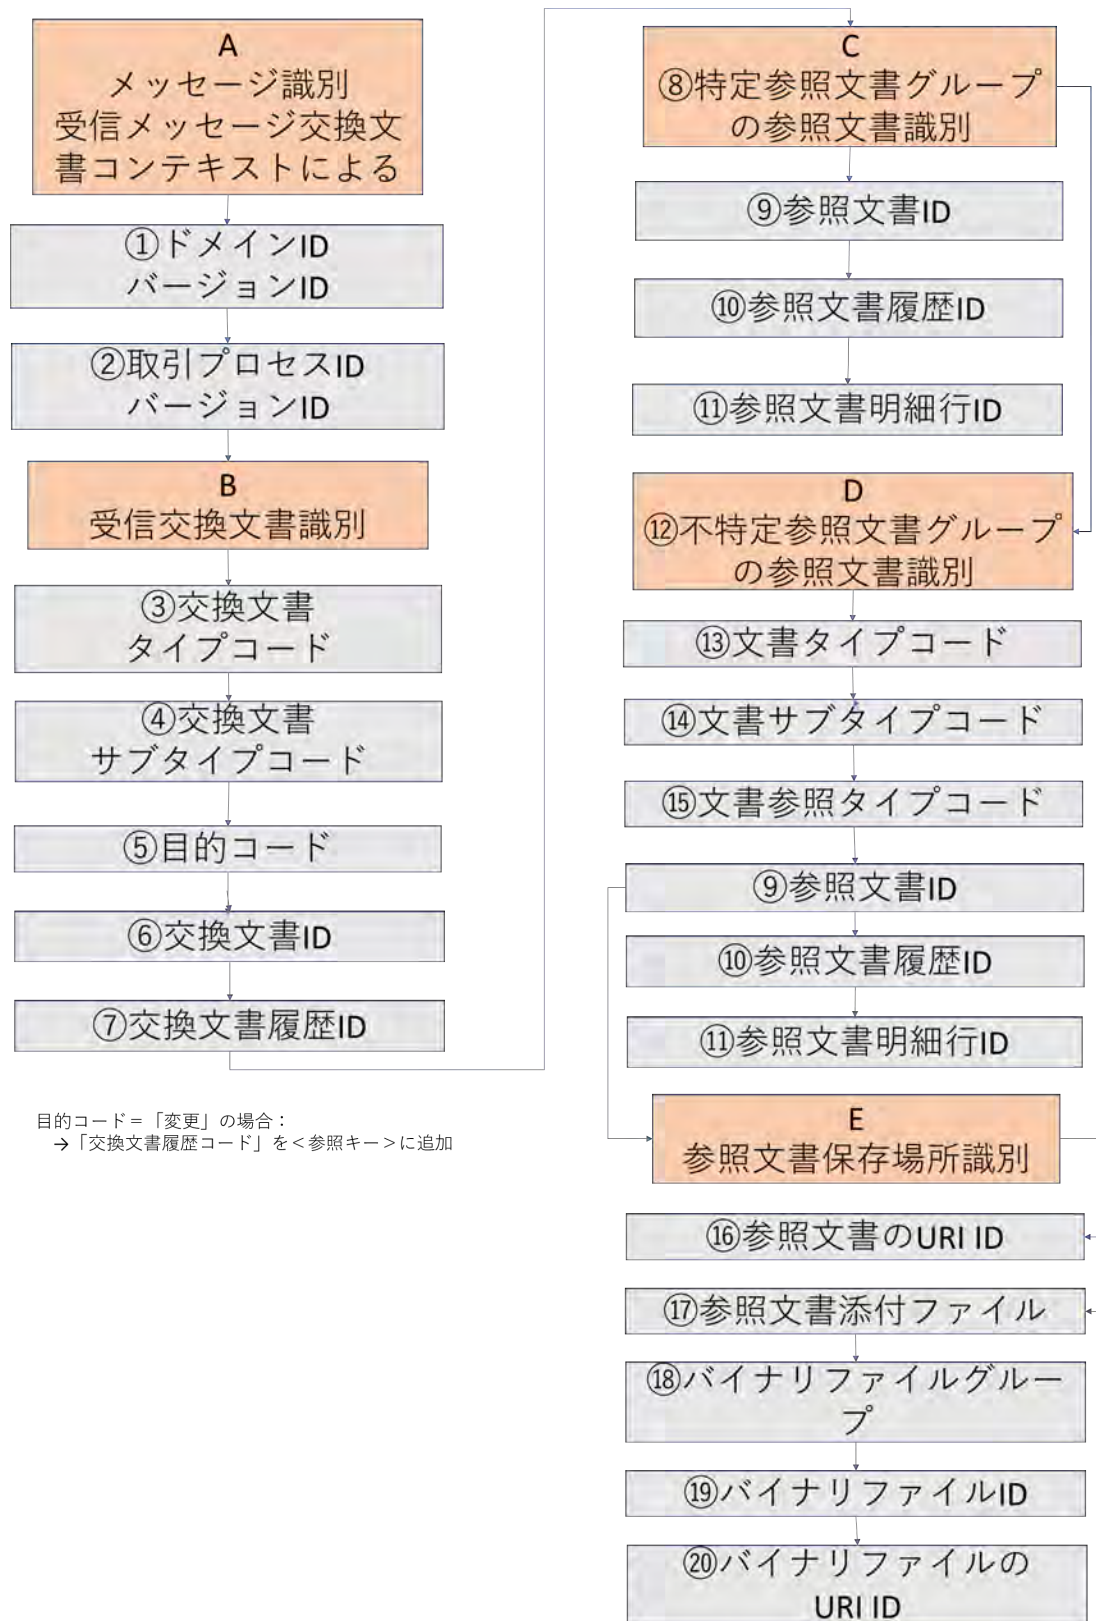 A
メッセージ識別
受信メッセージ交換文
書コンテキストによる
①ドメインID
バージョンID
②取引プロセスID
バージョンID
B
受信交換文書識別
③交換文書
タイプコード
④交換文書
サブタイプコード
⑤目的コード
⑥交換文書ID
⑦交換文書履歴ID
目的コード＝「変更」の場合：
→「交換文書履歴コード」を＜参照キー＞に追加
C
⑧特定参照文書グループ
の参照文書識別
⑨参照文書ID
⑩参照文書履歴ID
⑪参照文書明細行ID
D
⑫不特定参照文書グループ
の参照文書識別
⑬文書タイプコード
⑭文書サブタイプコード
⑮文書参照タイプコード
⑨参照文書ID
⑩参照文書履歴ID
⑪参照文書明細行ID
E
参照文書保存場所識別
⑯参照文書のURI ID
⑰参照文書添付ファイル
⑱バイナリファイルグルー
プ
⑲バイナリファイルID
⑳バイナリファイルの
URI ID